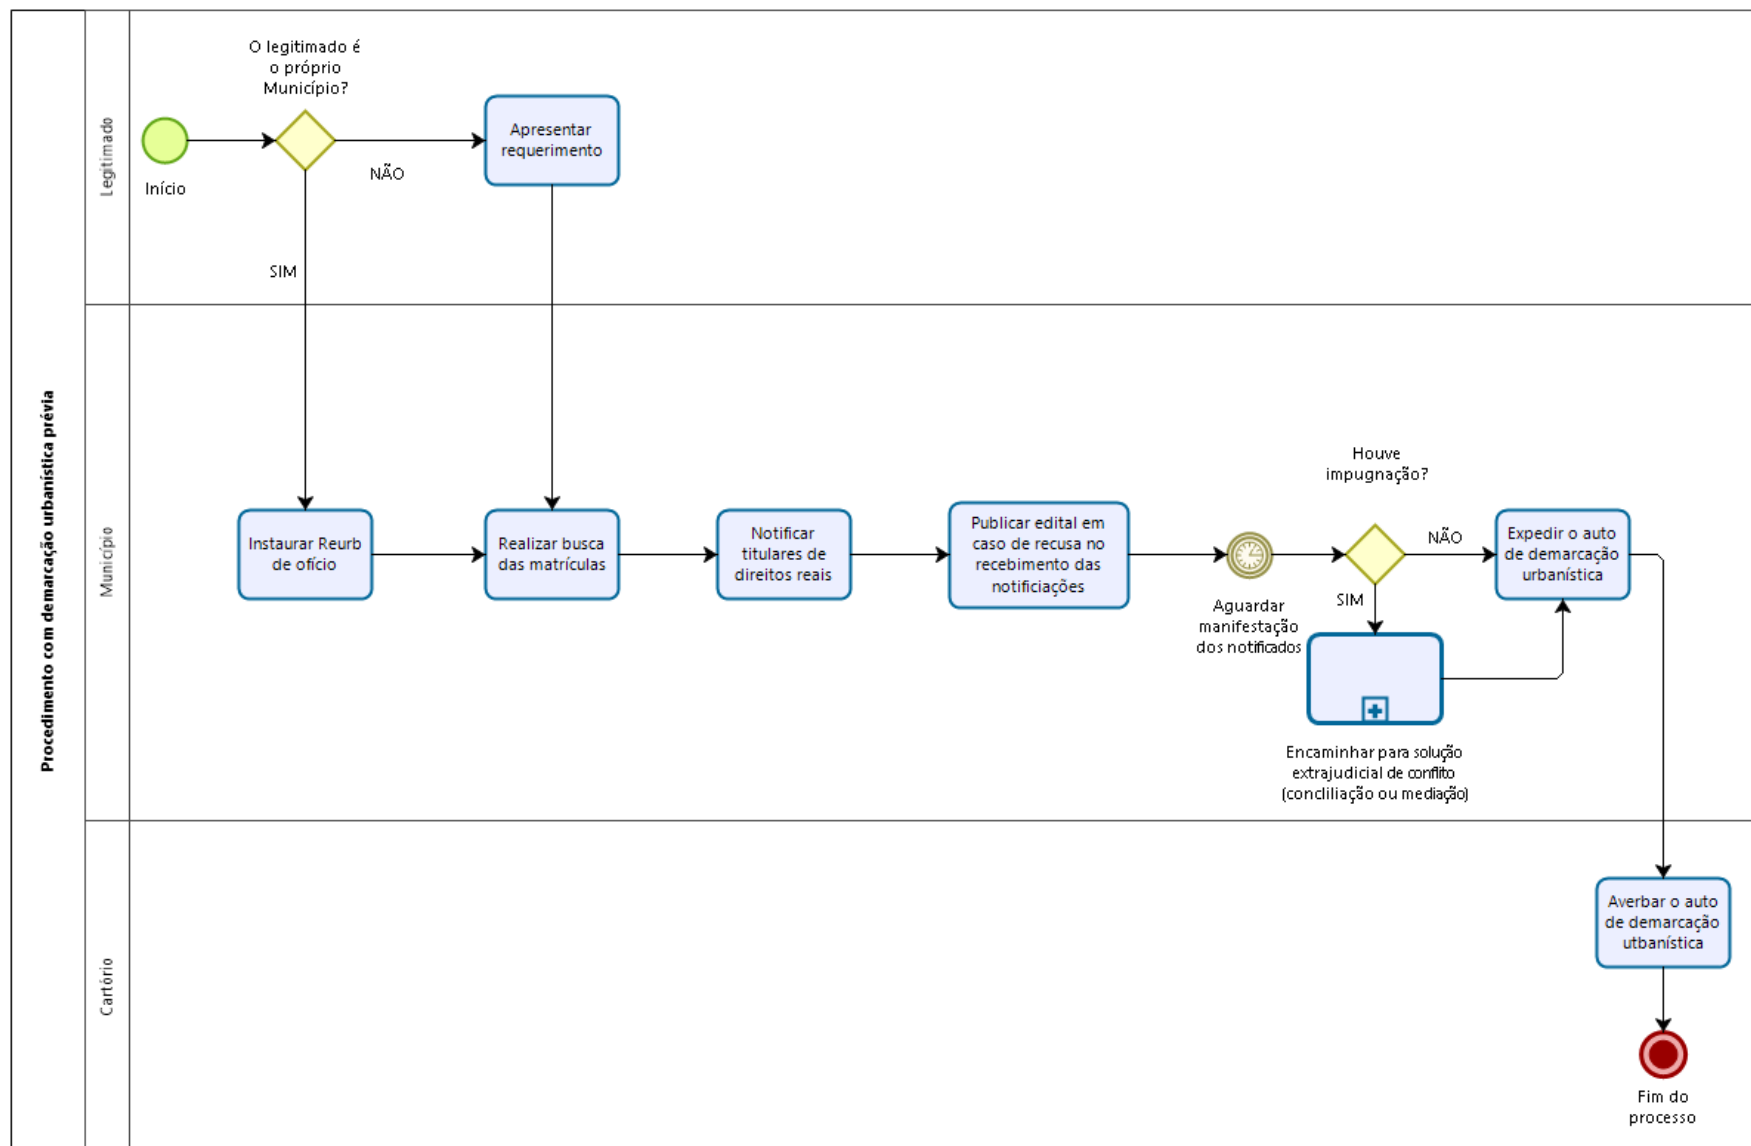 Procedimento com demarcação urbanística prévia
Legitimado
O legitimado é
o próprio
Município?
Início
NÃO
SIM
Apresentar
requerimento
Município
Instaurar Reurb
de ofício
Realizar busca
das matrículas
Notificar
titulares de
direitos reais
Publicar edital em
caso de recusa no
recebimento das
notificiações
Aguardar
manifestação
dos notificados
Houve
impugnação?
NÃO
SIM
Encaminhar para solução
extrajudicial de conflito
(concliliação ou mediação)
Expedir o auto
de demarcação
urbanística
Cartório
Averbar o auto
de demarcação
utbanística
Fim do
processo